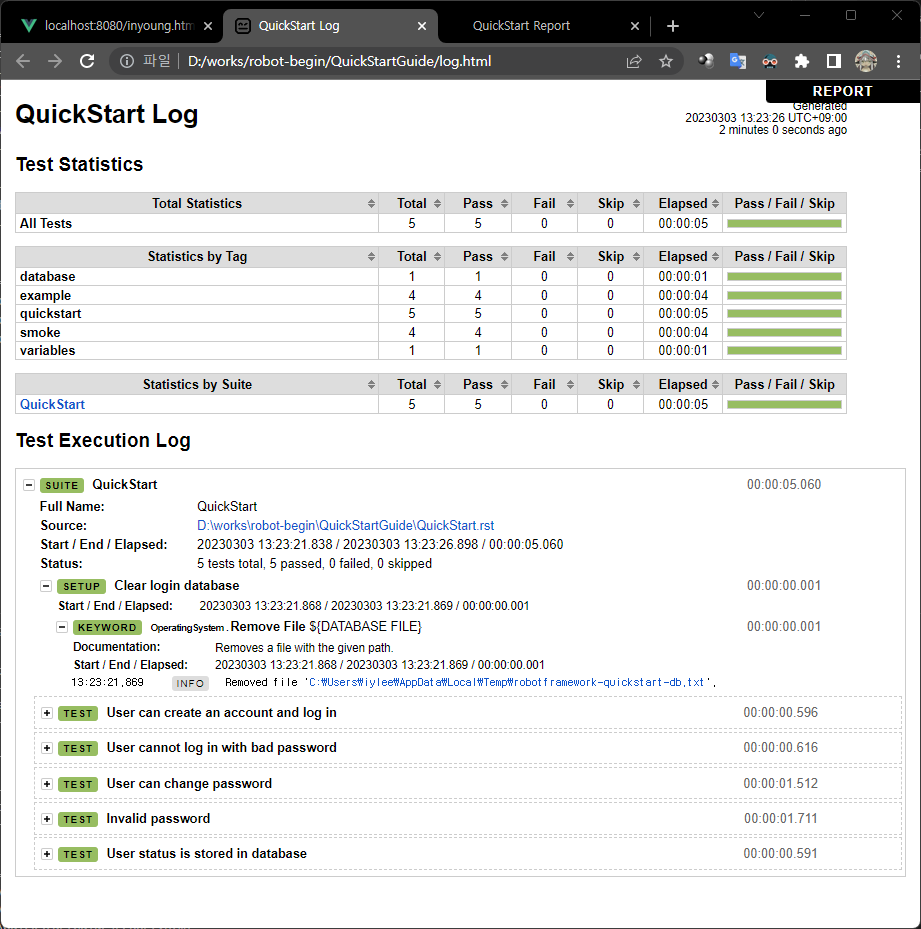 localhost:8080/inyoung.htm
QuickStart Log
QuickStart Report
파일
D:/works/robot-begin/QuickStartGuide/log.html
REPORT
QuickStart Log
Generated
20230303 13:23:26 UTC+09:00
2 minutes 0 seconds ago
Test Statistics
Total Statistics Total Pass Fail Skip Elapsed Pass / Fail / Skip
All Tests 5 5 0 0 00:00:05
Statistics by Tag Total Pass Fail Skip Elapsed Pass / Fail / Skip
database 1 1 0 0 00:00:01
example 4 4 0 0 00:00:04
quickstart 5 5 0 0 00:00:05
smoke 4 4 0 0 00:00:04
variables 1 1 0 0 00:00:01
Statistics by Suite Total Pass Fail Skip Elapsed Pass / Fail / Skip
QuickStart 5 5 0 0 00:00:05
Test Execution Log
SUITE QuickStart 00:00:05.060
Full Name: QuickStart
Source: D:\works\robot-begin\QuickStartGuide\QuickStart.rst
Start / End / Elapsed: 20230303 13:23:21.838 / 20230303 13:23:26.898 / 00:00:05.060
Status: 5 tests total, 5 passed, 0 failed, 0 skipped
SETUP Clear login database 00:00:00.001
Start / End / Elapsed: 20230303 13:23:21.868 / 20230303 13:23:21.869 / 00:00:00.001
KEYWORD OperatingSystem . Remove File ${DATABASE FILE} 00:00:00.001
Documentation: Removes a file with the given path.
Start / End / Elapsed: 20230303 13:23:21.868 / 20230303 13:23:21.869 / 00:00:00.001
13:23:21.869 INFO Removed file 'C:₩Users₩iylee₩AppData₩Local₩Temp₩robotframework-quickstart-db.txt'.
TEST User can create an account and log in 00:00:00.596
TEST User cannot log in with bad password 00:00:00.616
TEST User can change password 00:00:01.512
TEST Invalid password 00:00:01.711
TEST User status is stored in database 00:00:00.591